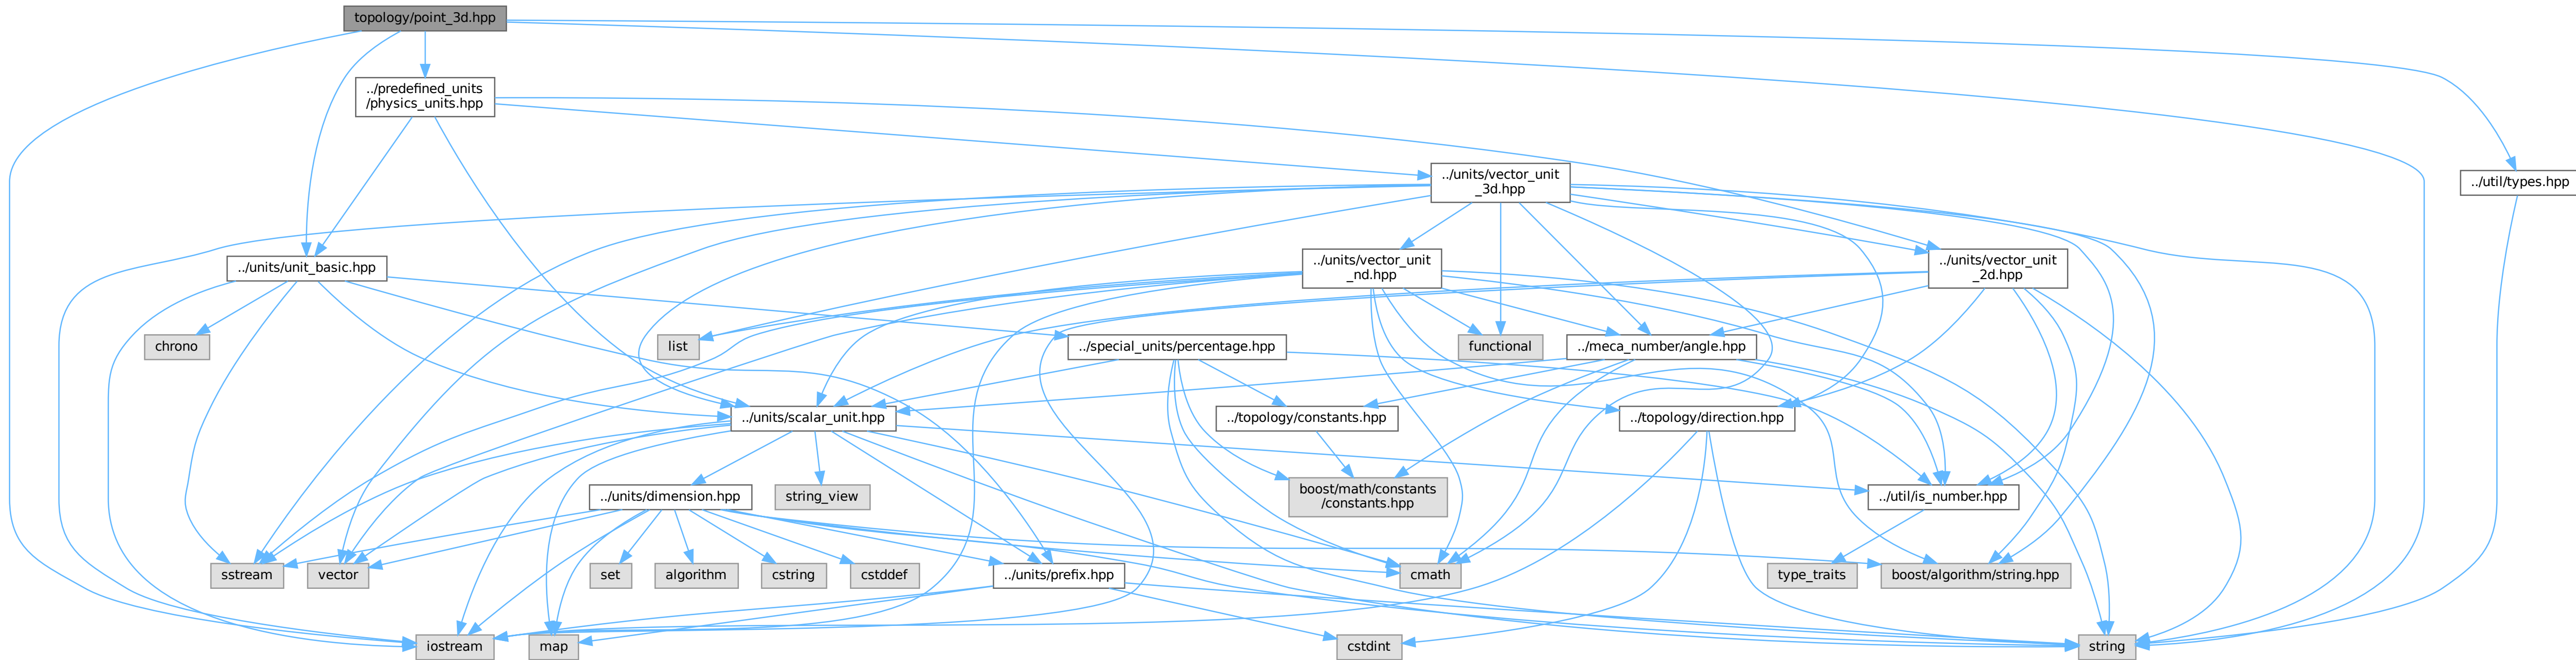 topology/point_3d.hpp
../predefined_units
/physics_units.hpp
../units/vector_unit
_3d.hpp
../util/types.hpp
../units/unit_basic.hpp
../units/vector_unit
_nd.hpp
../units/vector_unit
_2d.hpp
chrono
list
../special_units/percentage.hpp
functional
../meca_number/angle.hpp
../units/scalar_unit.hpp
../topology/constants.hpp
../topology/direction.hpp
../units/dimension.hpp
string_view
boost/math/constants
/constants.hpp
../util/is_number.hpp
sstream
vector
set
algorithm
cstring
cstddef
../units/prefix.hpp
cmath
type_traits
boost/algorithm/string.hpp
iostream
map
cstdint
string